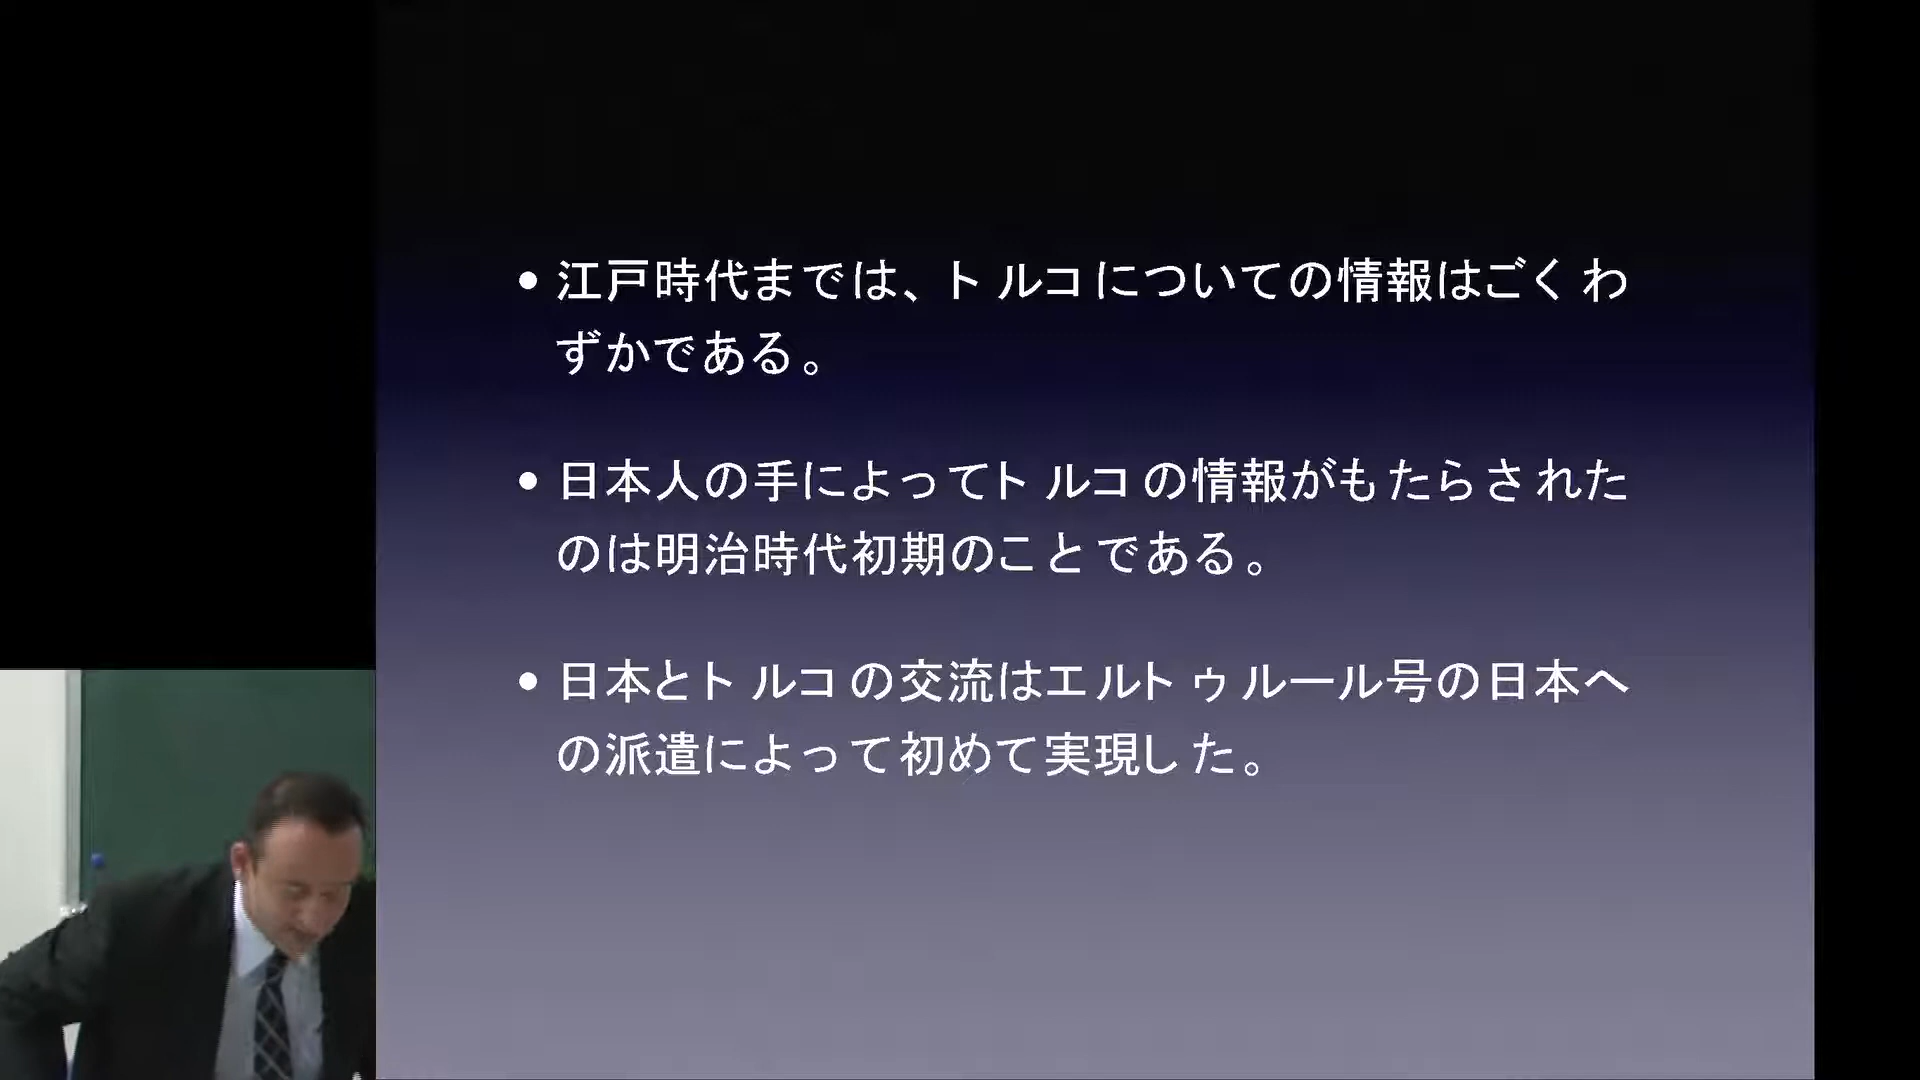 • 江戸時代までは、トルコについての情報はごくわ
ずかである。
• 日本人の手によってトルコの情報がもたらされた
のは明治時代初期のことである。
• 日本とトルコの交流はエルトゥルール号の日本へ
の派遣によって初めて実現した。